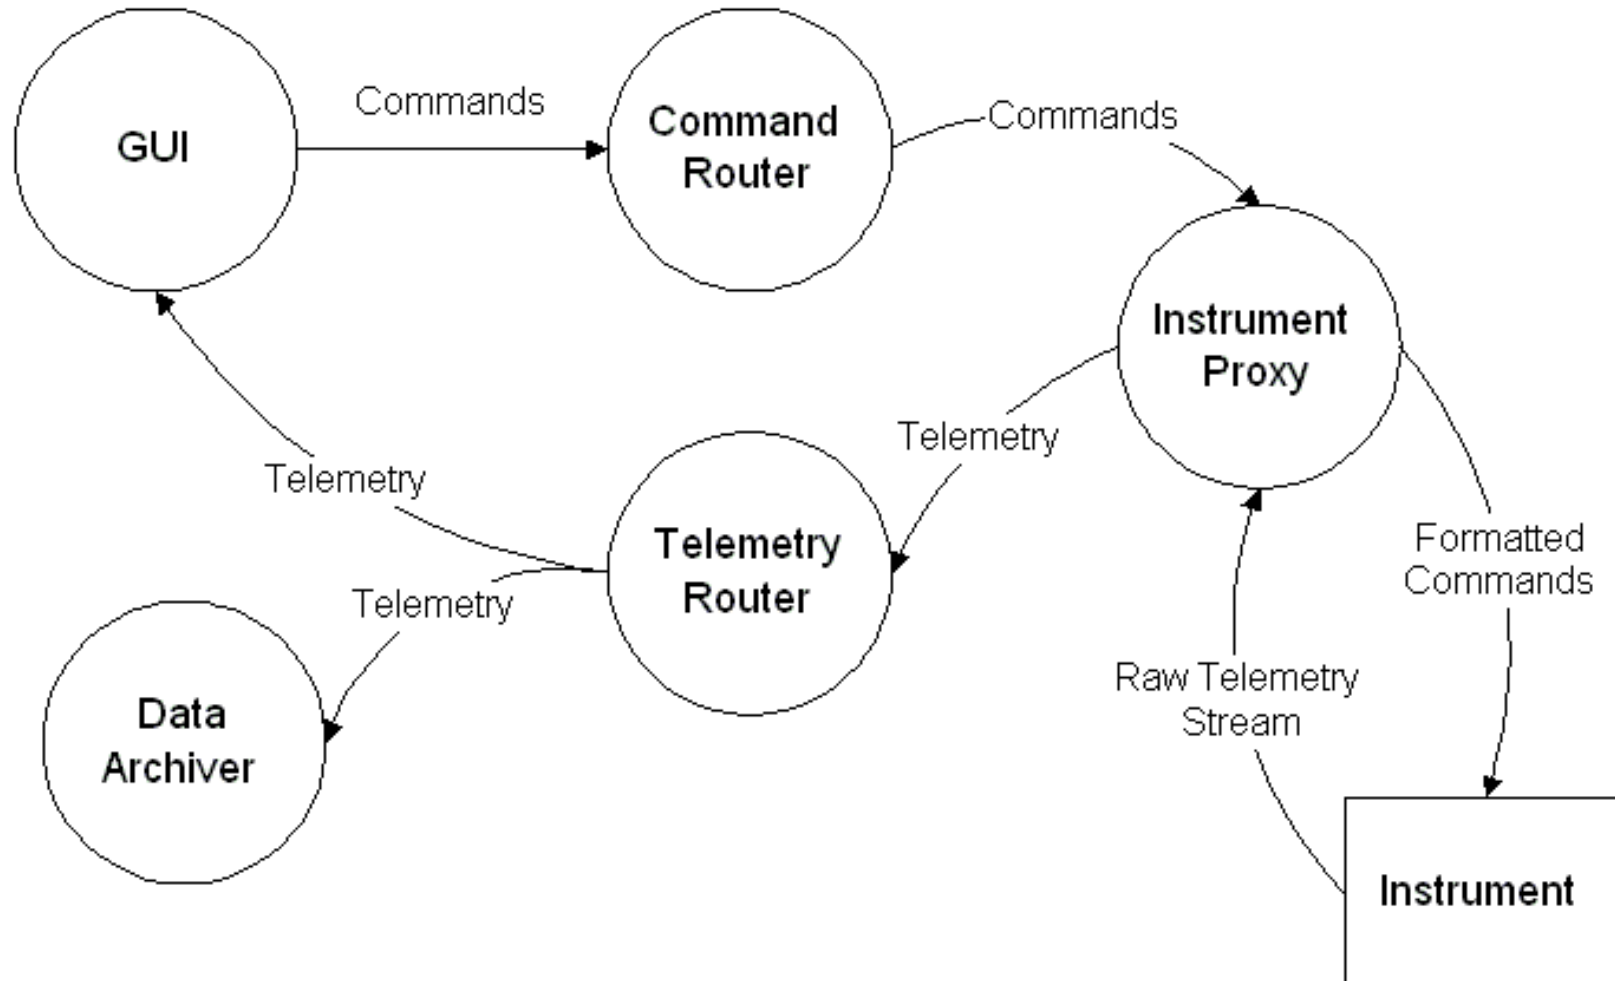 GUI
Commands
Command
Router
Commands
Instrument
Proxy
Telemetry
Telemetry
Telemetry
Router
Telemetry
Formatted
Commands
Raw Telemetry
Stream
Data
Archiver
Instrument